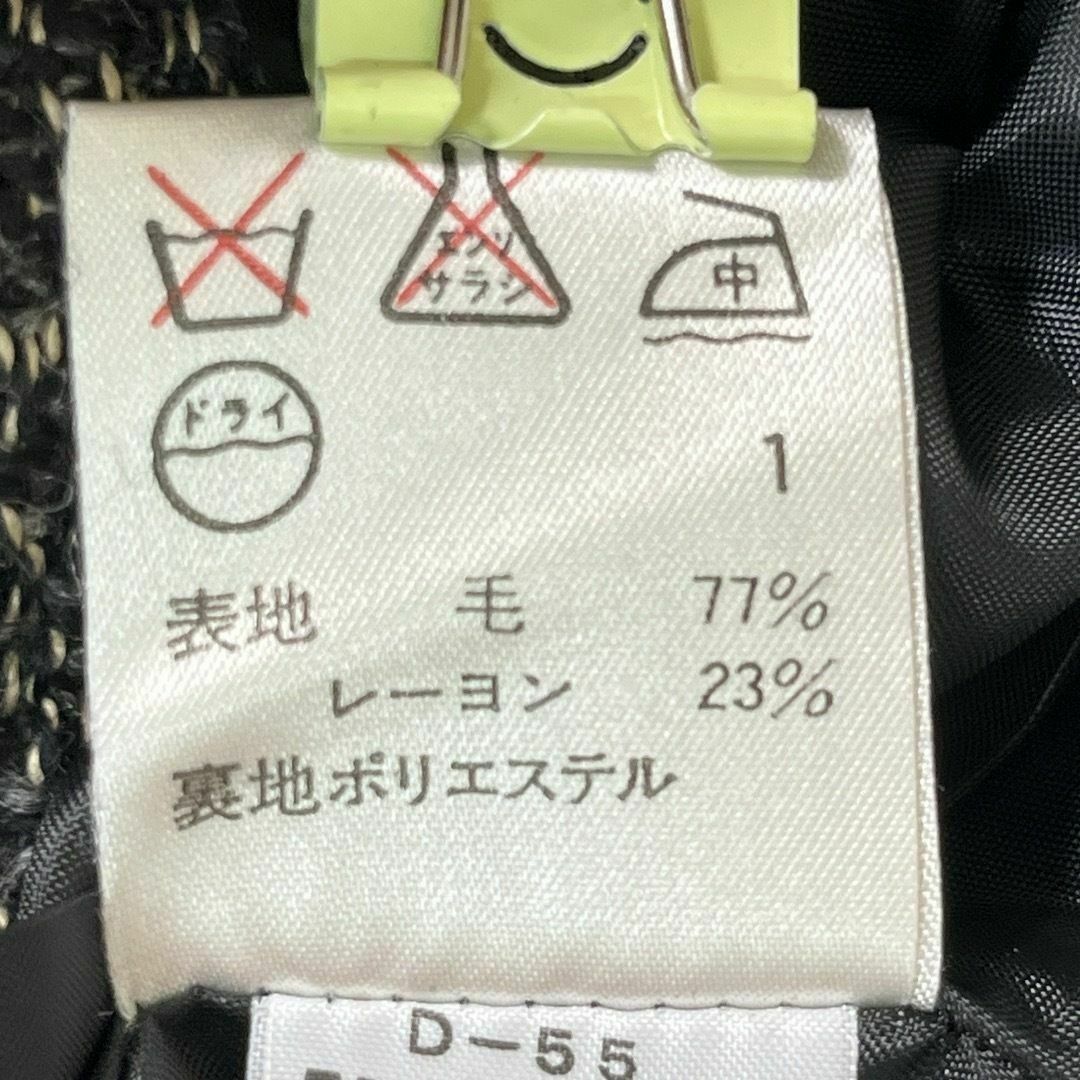 エンソ
サラシ
中
ドライ
1
表地 毛 77%
レーヨン 23%
裏地ポリエステル
D-55